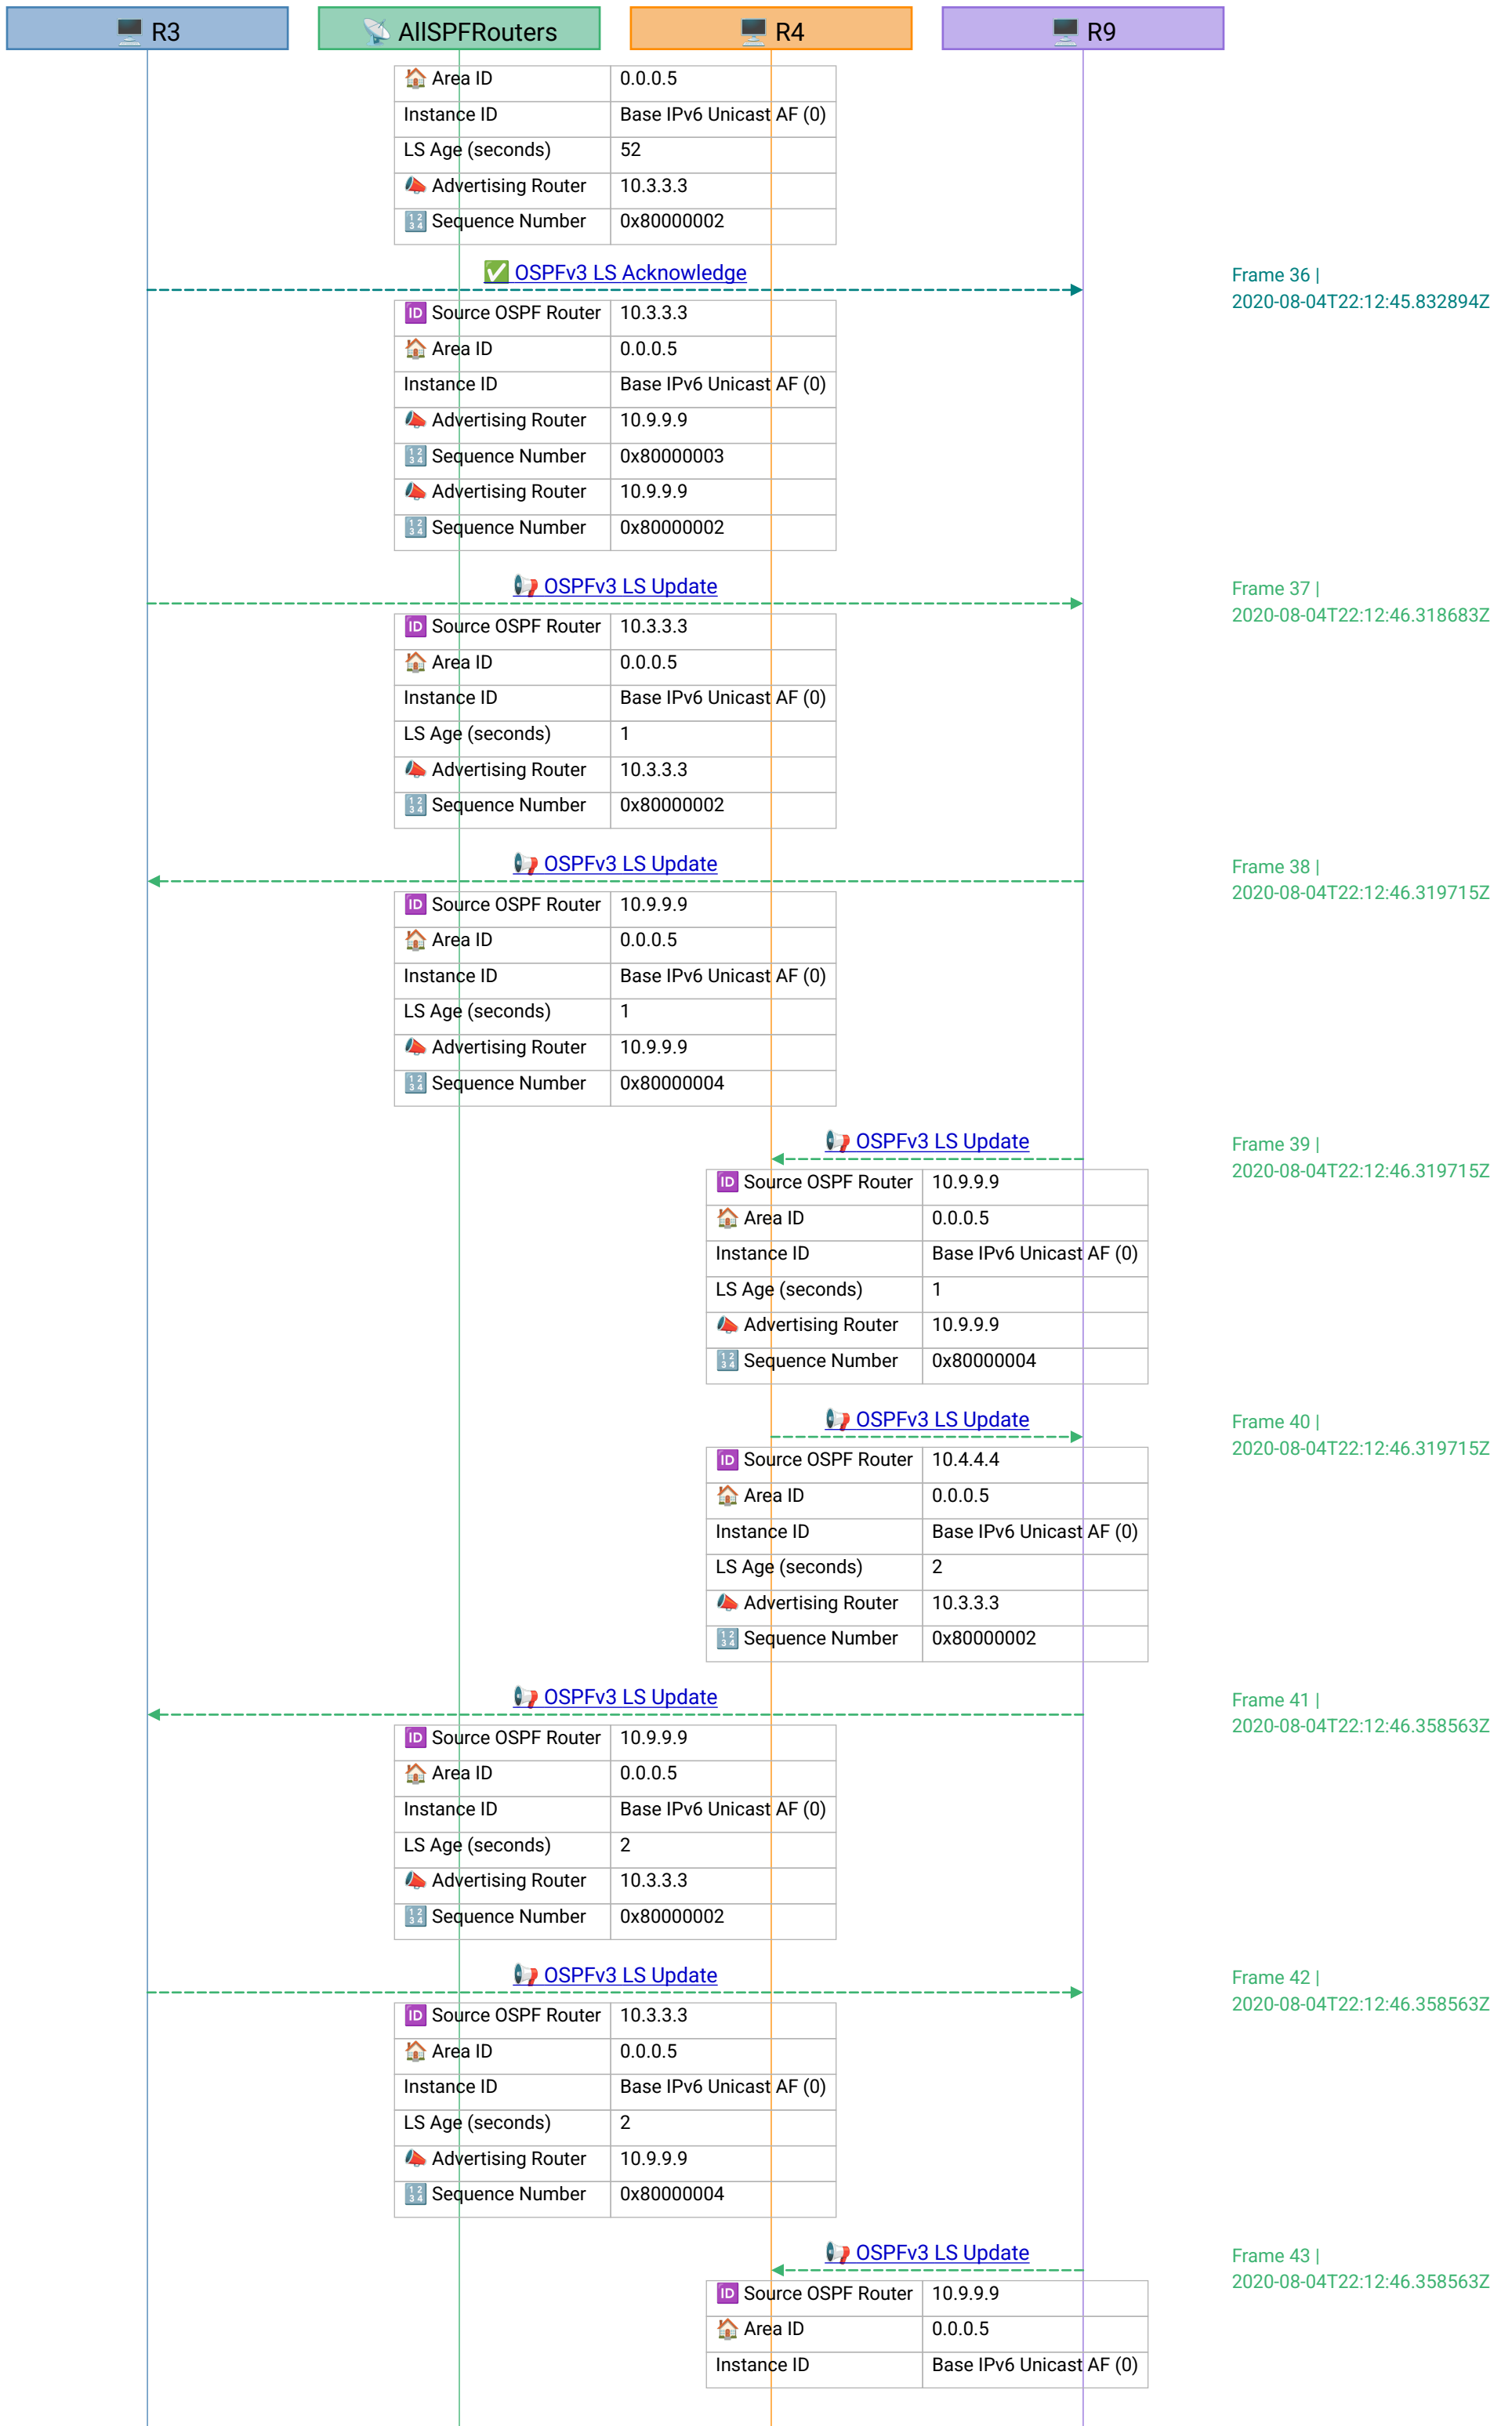 🖥️ R3
📡 AllSPFRouters
🖥️ R4
🖥️ R9
🏠 Area ID 0.0.0.5
Instance ID Base IPv6 Unicast AF (0)
LS Age (seconds) 52
📣 Advertising Router 10.3.3.3
🔢 Sequence Number 0x80000002
✅ OSPFv3 LS Acknowledge
Frame 36 |
2020-08-04T22:12:45.832894Z
🆔 Source OSPF Router 10.3.3.3
🏠 Area ID 0.0.0.5
Instance ID Base IPv6 Unicast AF (0)
📣 Advertising Router 10.9.9.9
🔢 Sequence Number 0x80000003
📣 Advertising Router 10.9.9.9
🔢 Sequence Number 0x80000002
📢 OSPFv3 LS Update
Frame 37 |
2020-08-04T22:12:46.318683Z
🆔 Source OSPF Router 10.3.3.3
🏠 Area ID 0.0.0.5
Instance ID Base IPv6 Unicast AF (0)
LS Age (seconds) 1
📣 Advertising Router 10.3.3.3
🔢 Sequence Number 0x80000002
📢 OSPFv3 LS Update
Frame 38 |
2020-08-04T22:12:46.319715Z
🆔 Source OSPF Router 10.9.9.9
🏠 Area ID 0.0.0.5
Instance ID Base IPv6 Unicast AF (0)
LS Age (seconds) 1
📣 Advertising Router 10.9.9.9
🔢 Sequence Number 0x80000004
📢 OSPFv3 LS Update
Frame 39 |
2020-08-04T22:12:46.319715Z
🆔 Source OSPF Router 10.9.9.9
🏠 Area ID 0.0.0.5
Instance ID Base IPv6 Unicast AF (0)
LS Age (seconds) 1
📣 Advertising Router 10.9.9.9
🔢 Sequence Number 0x80000004
📢 OSPFv3 LS Update
Frame 40 |
2020-08-04T22:12:46.319715Z
🆔 Source OSPF Router 10.4.4.4
🏠 Area ID 0.0.0.5
Instance ID Base IPv6 Unicast AF (0)
LS Age (seconds) 2
📣 Advertising Router 10.3.3.3
🔢 Sequence Number 0x80000002
📢 OSPFv3 LS Update
Frame 41 |
2020-08-04T22:12:46.358563Z
🆔 Source OSPF Router 10.9.9.9
🏠 Area ID 0.0.0.5
Instance ID Base IPv6 Unicast AF (0)
LS Age (seconds) 2
📣 Advertising Router 10.3.3.3
🔢 Sequence Number 0x80000002
📢 OSPFv3 LS Update
Frame 42 |
2020-08-04T22:12:46.358563Z
🆔 Source OSPF Router 10.3.3.3
🏠 Area ID 0.0.0.5
Instance ID Base IPv6 Unicast AF (0)
LS Age (seconds) 2
📣 Advertising Router 10.9.9.9
🔢 Sequence Number 0x80000004
📢 OSPFv3 LS Update
Frame 43 |
2020-08-04T22:12:46.358563Z
🆔 Source OSPF Router 10.9.9.9
🏠 Area ID 0.0.0.5
Instance ID Base IPv6 Unicast AF (0)